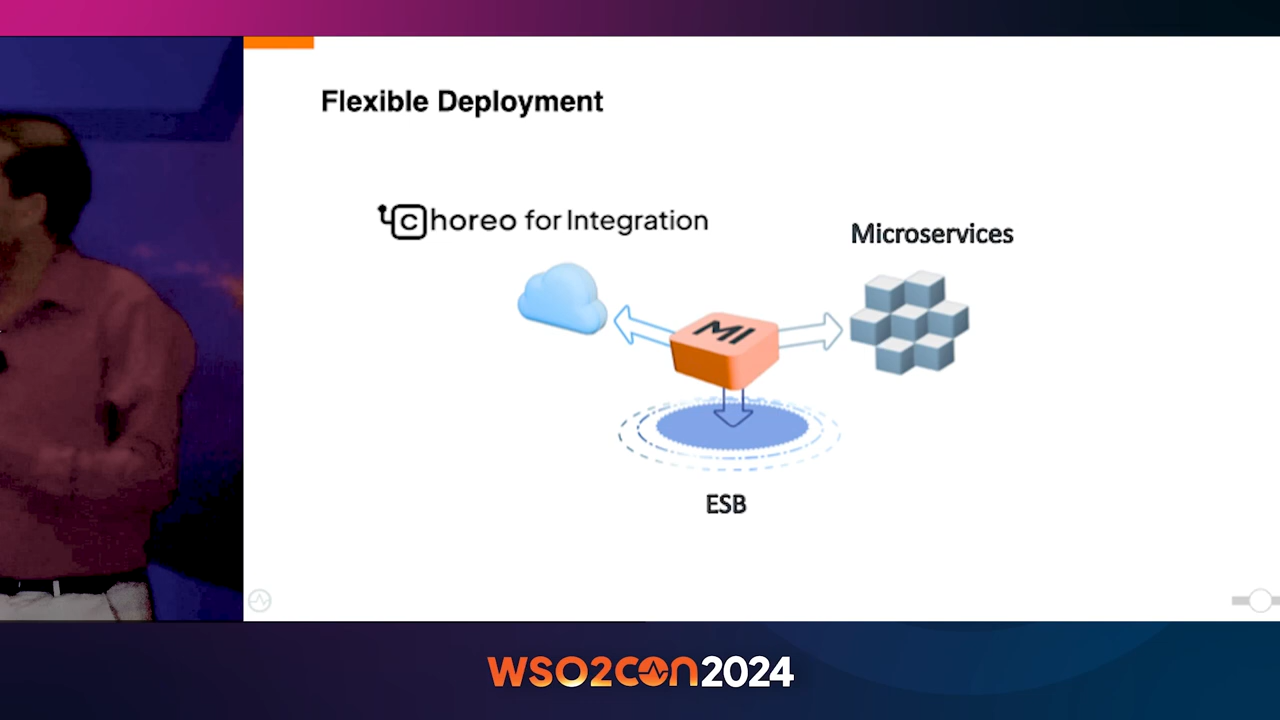 Flexible Deployment
Choreo for Integration
Microservices
MI
ESB
WSO2CON2024